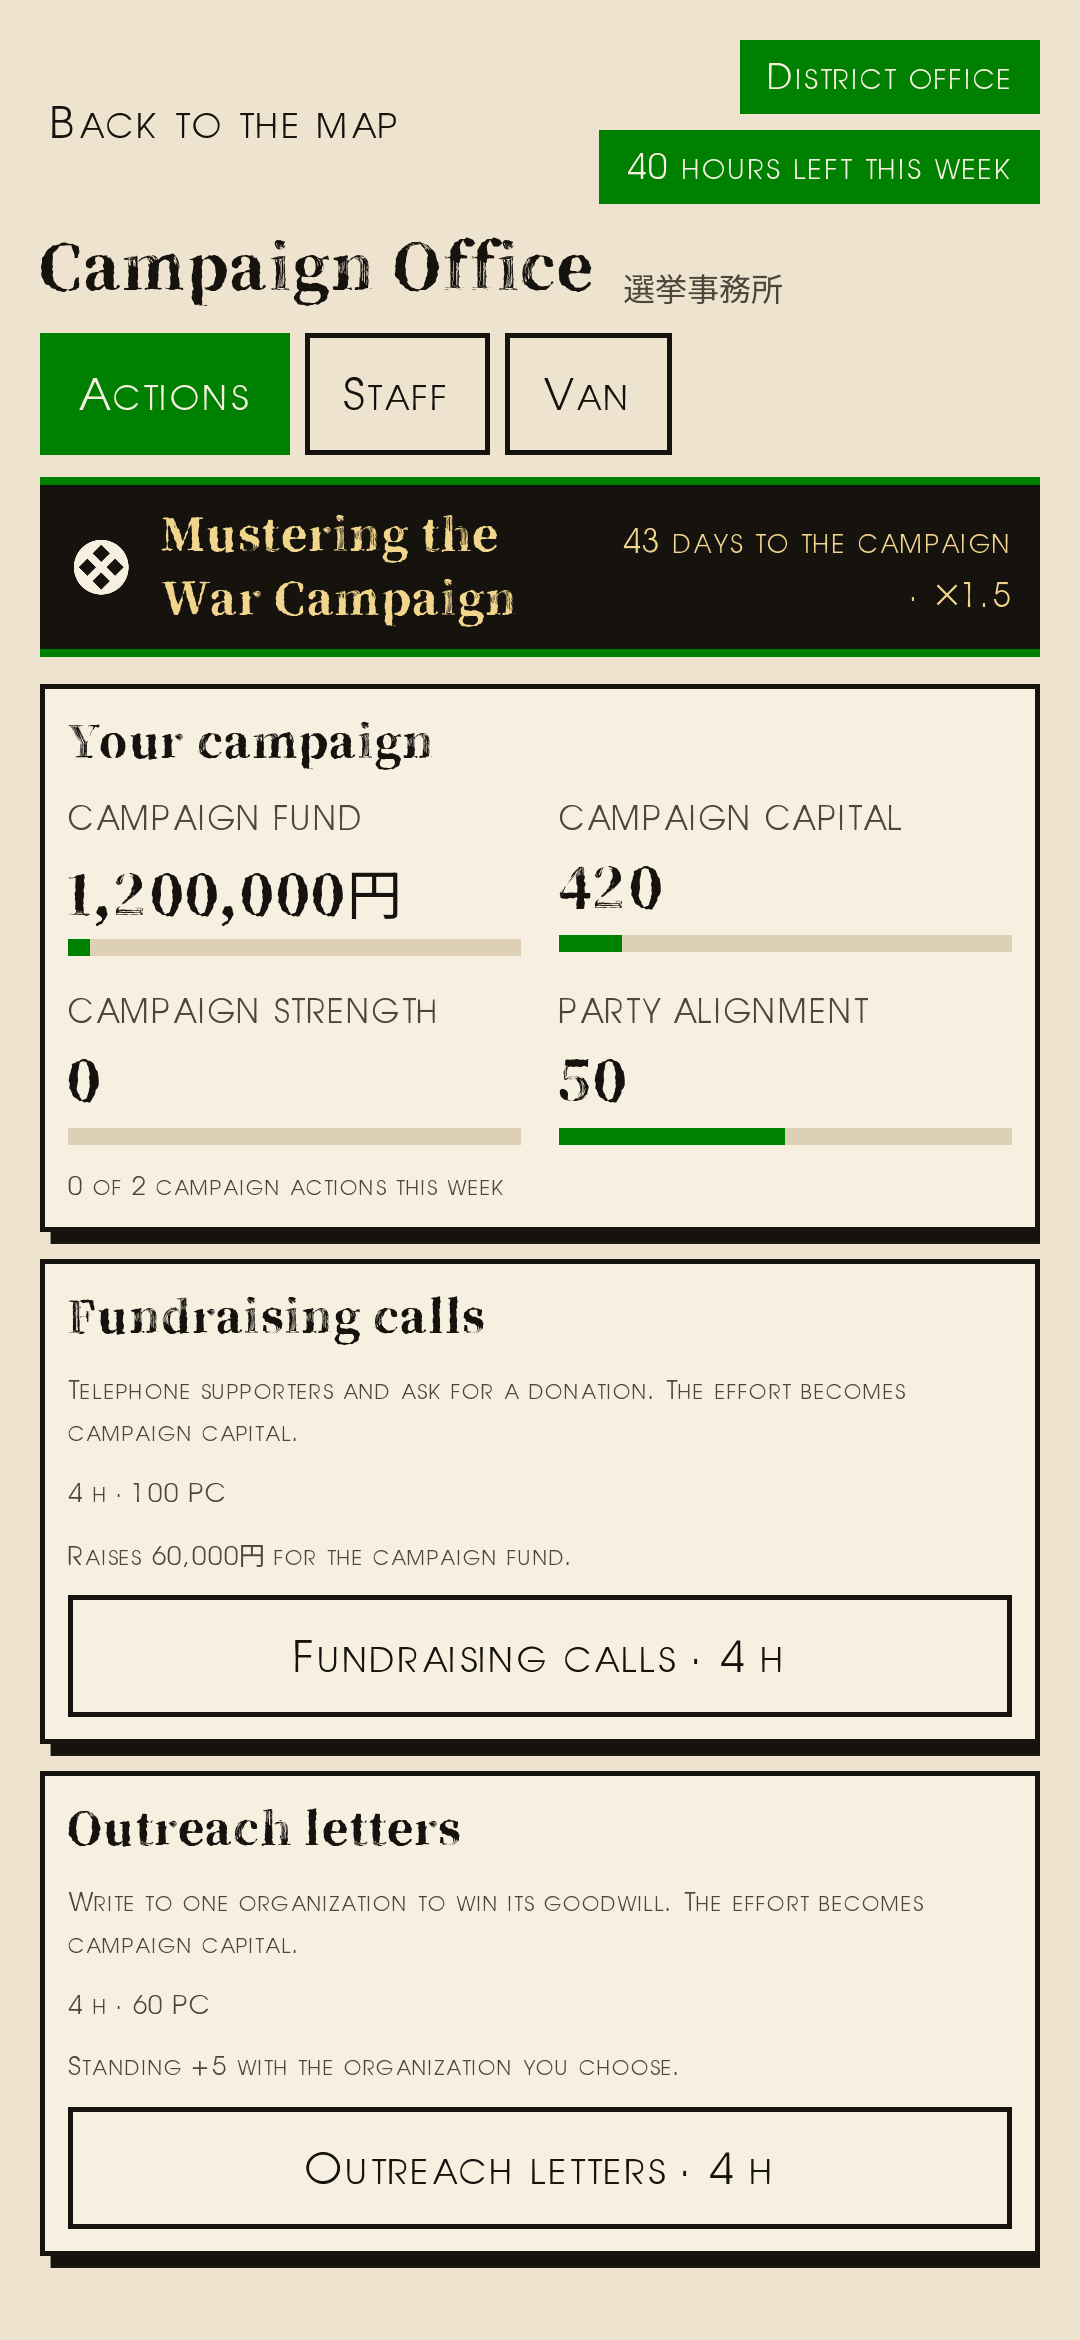 Back to the map
District office
40 hours left this week
Campaign Office 選挙事務所
Actions
Staff
Van
Mustering the
War Campaign
43 days to the campaign
· ×1.5
Your campaign
CAMPAIGN FUND
1,200,000円
CAMPAIGN CAPITAL
420
CAMPAIGN STRENGTH
0
PARTY ALIGNMENT
50
0 of 2 campaign actions this week
Fundraising calls
Telephone supporters and ask for a donation. The effort becomes
campaign capital.
4 h · 100 PC
Raises 60,000円 for the campaign fund.
Fundraising calls · 4 h
Outreach letters
Write to one organization to win its goodwill. The effort becomes
campaign capital.
4 h · 60 PC
Standing +5 with the organization you choose.
Outreach letters · 4 h